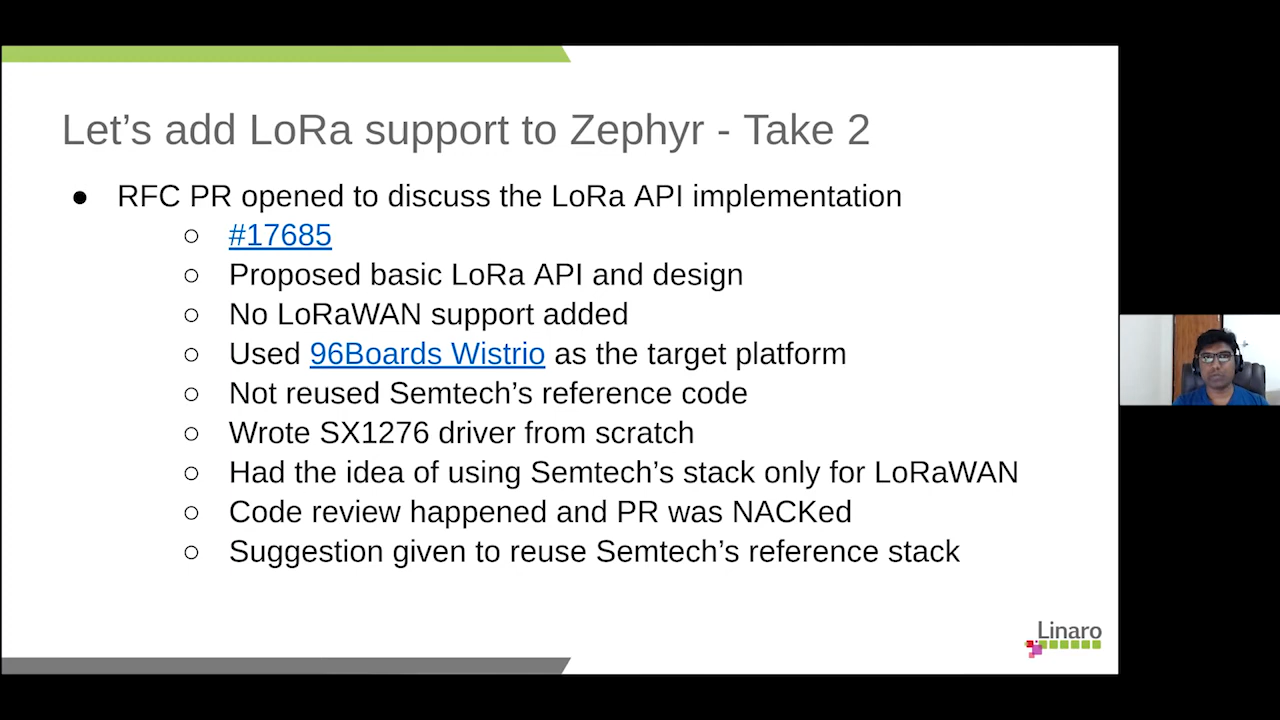 Let's add LoRa support to Zephyr - Take 2
● RFC PR opened to discuss the LoRa API implementation
○ #17685
○ Proposed basic LoRa API and design
○ No LoRaWAN support added
○ Used 96Boards Wistrio as the target platform
○ Not reused Semtech's reference code
○ Wrote SX1276 driver from scratch
○ Had the idea of using Semtech's stack only for LoRaWAN
○ Code review happened and PR was NACKed
○ Suggestion given to reuse Semtech's reference stack
Linaro